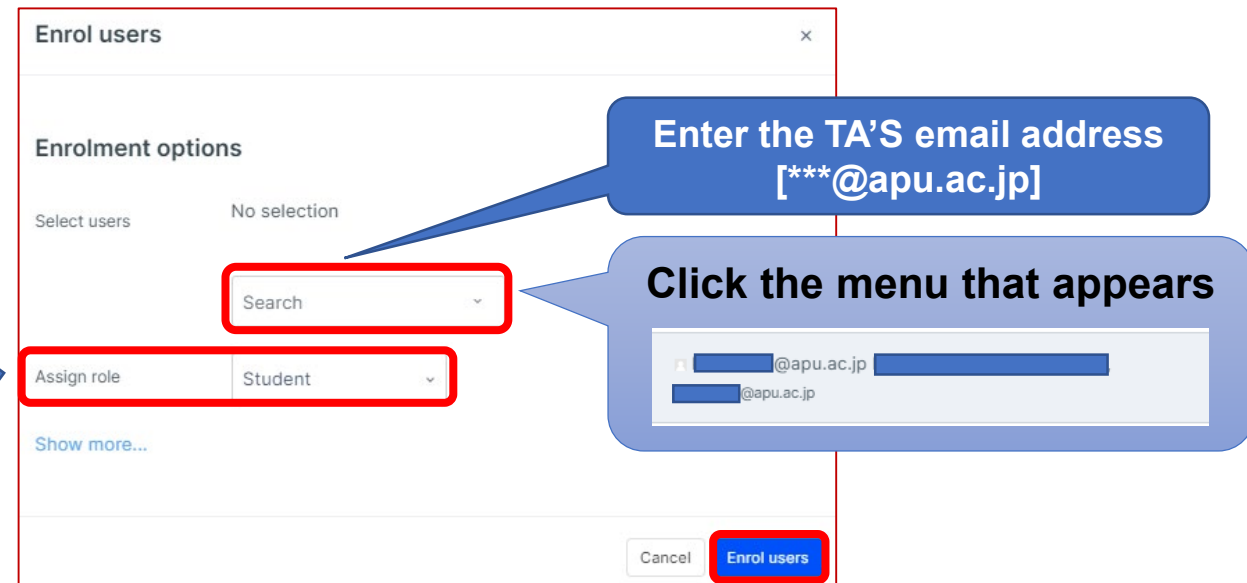 Enrol users ×
Enrolment options
Enter the TA'S email address
[***@apu.ac.jp]
Select users No selection
Search
Click the menu that appears
@apu.ac.jp
@apu.ac.jp
Assign role Student
Show more...
Cancel Enrol users